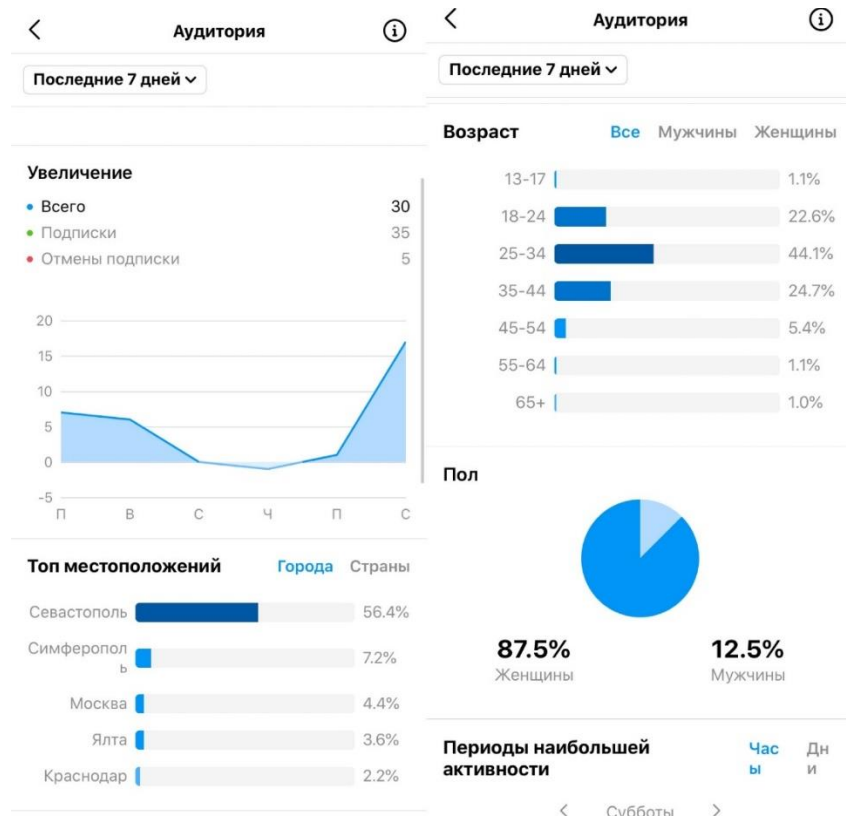 Аудитория
Последние 7 дней
Увеличение
Всего 30
Подписки 35
Отмены подписки 5
20
15
10
5
0
-5
П В С Ч П С
Топ местоположений Города Страны
Севастополь 56.4%
Симферопол
ь 7.2%
Москва 4.4%
Ялта 3.6%
Краснодар 2.2%
Аудитория
Последние 7 дней
Возраст Все Мужчины Женщины
13-17 1.1%
18-24 22.6%
25-34 44.1%
35-44 24.7%
45-54 5.4%
55-64 1.1%
65+ 1.0%
Пол
87.5% 12.5%
Женщины Мужчины
Периоды наибольшей Час Дн
активности ы и
Субботы